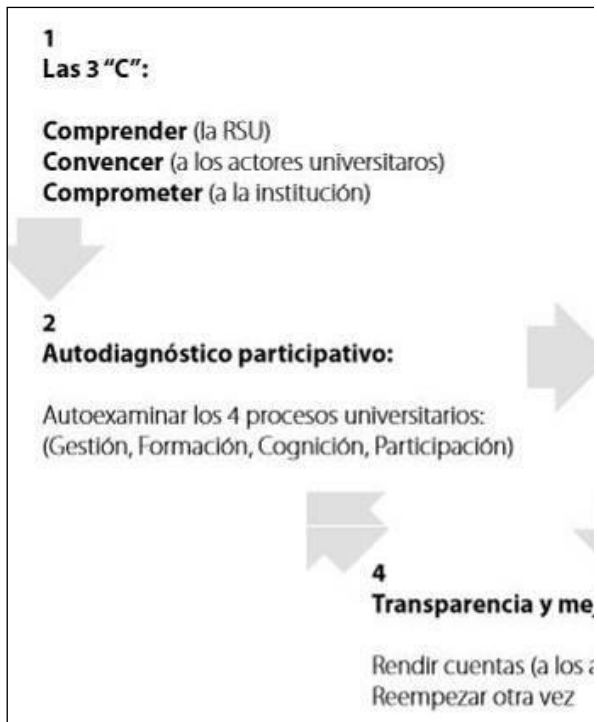 1
Las 3 “C”:
Comprender (la RSU)
Convencer (a los actores universitaros)
Comprometer (a la institución)
2
Autodiagnóstico participativo:
Autoexaminar los 4 procesos universitarios:
(Gestión, Formación, Cognición, Participación)
4
Transparencia y
Rendir cuentas (a los
Reempezar otra vez